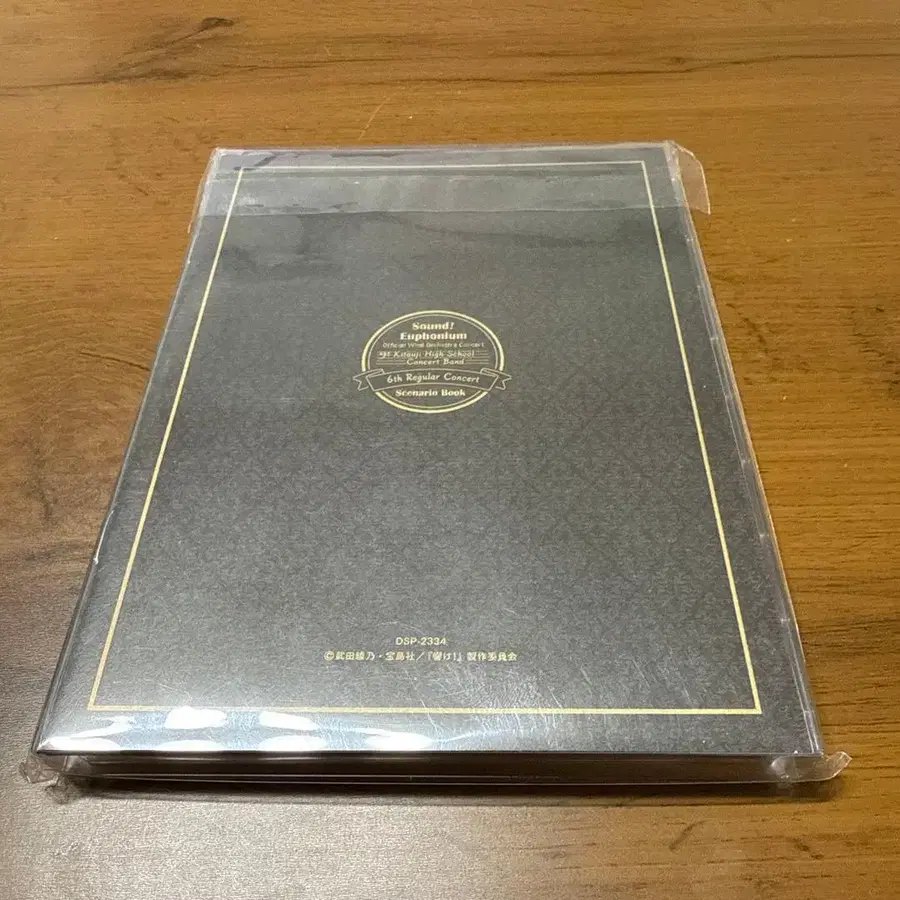 Sound!
Euphonium
Official Wind Orchestra Concert
Kitauji High School
Concert Band
6th Regular Concert
Scenario Book
DSP-2334
©武田綾乃・宝島社/『響け!』製作委員会